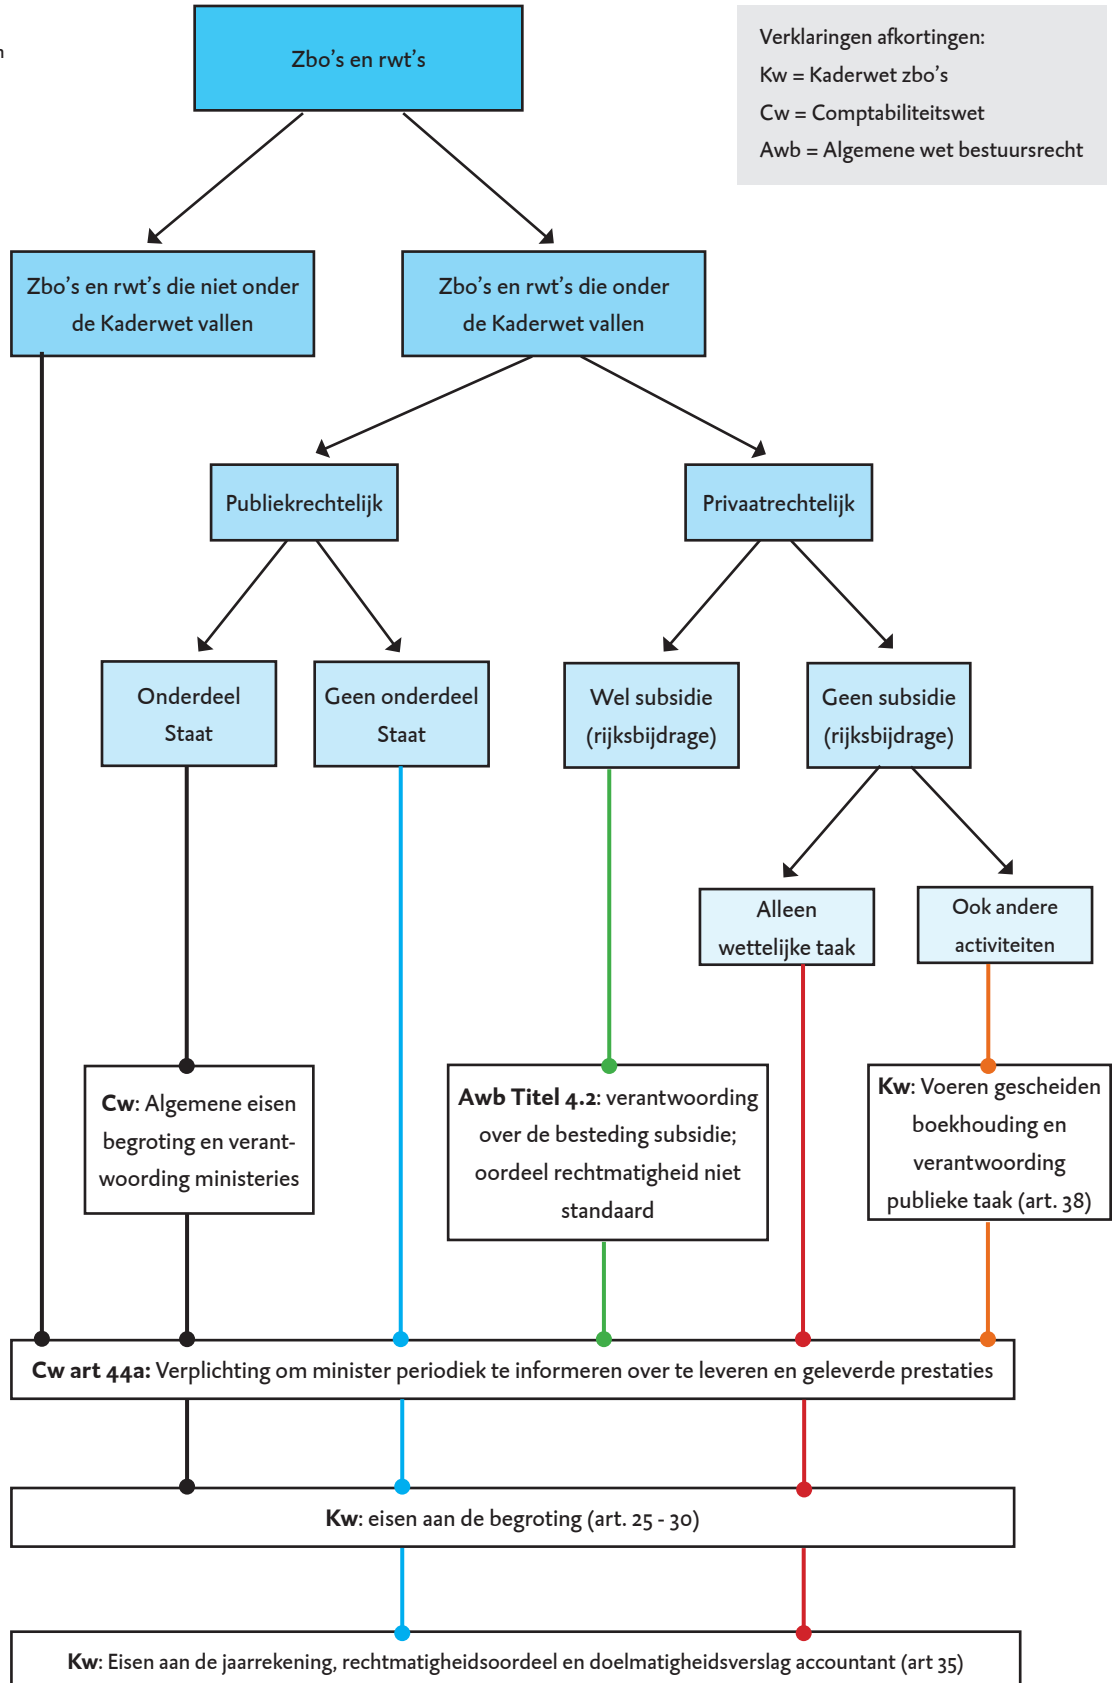 n
Zbo’s en rwt’s
Verklaringen afkortingen:
Kw = Kaderwet zbo’s
Cw = Comptabiliteitswet
Awb = Algemene wet bestuursrecht
Zbo’s en rwt’s die niet onder
de Kaderwet vallen
Zbo’s en rwt’s die onder
de Kaderwet vallen
Publiekrechtelijk
Privaatrechtelijk
Onderdeel
Staat
Geen onderdeel
Staat
Wel subsidie
(rijksbijdrage)
Geen subsidie
(rijksbijdrage)
Alleen
wettelijke taak
Ook andere
activiteiten
Cw: Algemene eisen
begroting en verant-
woording ministeries
Awb Titel 4.2: verantwoording
over de besteding subsidie;
oordeel rechtmatigheid niet
standaard
Kw: Voeren gescheiden
boekhouding en
verantwoording
publieke taak (art. 38)
Cw art 44a: Verplichting om minister periodiek te informeren over te leveren en geleverde prestaties
Kw: eisen aan de begroting (art. 25 - 30)
Kw: Eisen aan de jaarrekening, rechtmatigheidsoordeel en doelmatigheidsverslag accountant (art 35)